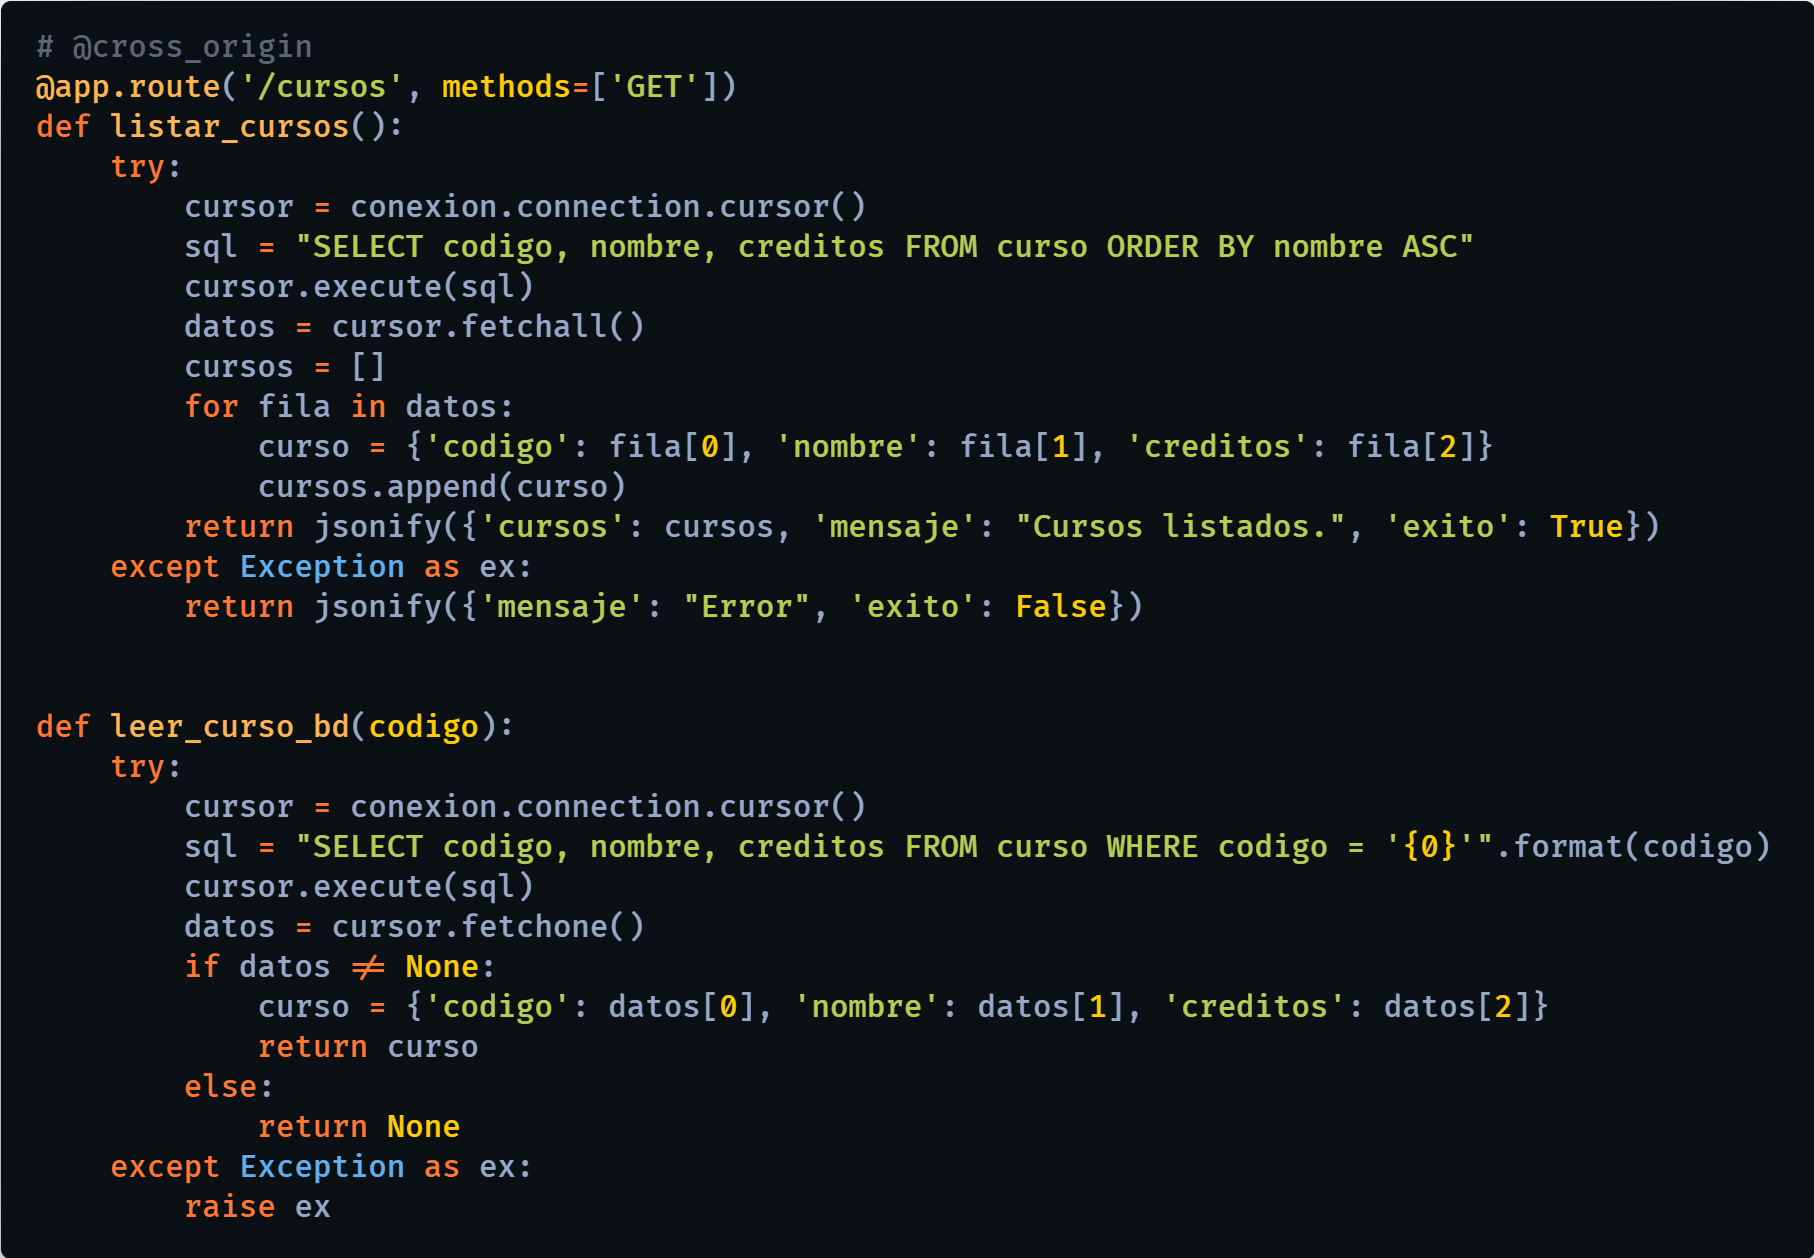 # @cross_origin
@app.route('/cursos', methods=['GET'])
def listar_cursos():
    try:
        cursor = conexion.connection.cursor()
        sql = "SELECT codigo, nombre, creditos FROM curso ORDER BY nombre ASC"
        cursor.execute(sql)
        datos = cursor.fetchall()
        cursos = []
        for fila in datos:
            curso = {'codigo': fila[0], 'nombre': fila[1], 'creditos': fila[2]}
            cursos.append(curso)
        return jsonify({'cursos': cursos, 'mensaje': "Cursos listados.", 'exito': True})
    except Exception as ex:
        return jsonify({'mensaje': "Error", 'exito': False})
def leer_curso_bd(codigo):
    try:
        cursor = conexion.connection.cursor()
        sql = "SELECT codigo, nombre, creditos FROM curso WHERE codigo = '{0}'".format(codigo)
        cursor.execute(sql)
        datos = cursor.fetchone()
        if datos != None:
            curso = {'codigo': datos[0], 'nombre': datos[1], 'creditos': datos[2]}
            return curso
        else:
            return None
    except Exception as ex:
        raise ex